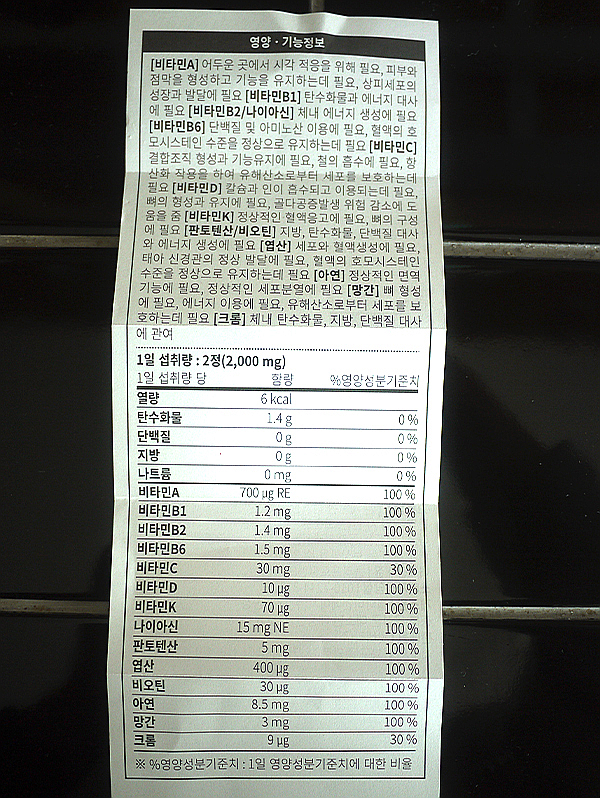 영양 · 기능정보
[비타민A] 어두운 곳에서 시각 적응을 위해 필요, 피부와
점막을 형성하고 기능을 유지하는데 필요, 상피세포의
성장과 발달에 필요 [비타민B1] 탄수화물과 에너지 대사
에 필요 [비타민B2/나이아신] 체내 에너지 생성에 필요
[비타민B6] 단백질 및 아미노산 이용에 필요, 혈액의 호
모시스테인 수준을 정상으로 유지하는데 필요 [비타민C]
결합조직 형성과 기능유지에 필요, 철의 흡수에 필요, 항
산화 작용을 하여 유해산소로부터 세포를 보호하는데
필요 [비타민D] 칼슘과 인이 흡수되고 이용되는데 필요,
뼈의 형성과 유지에 필요, 골다공증발생 위험 감소에 도
움을 줌 [비타민K] 정상적인 혈액응고에 필요, 뼈의 구성
에 필요 [판토텐산/비오틴] 지방, 탄수화물, 단백질 대사
와 에너지 생성에 필요 [엽산] 세포와 혈액생성에 필요,
태아 신경관의 정상 발달에 필요, 혈액의 호모시스테인
수준을 정상으로 유지하는데 필요 [아연] 정상적인 면역
기능에 필요, 정상적인 세포분열에 필요 [망간] 뼈 형성
에 필요, 에너지 이용에 필요, 유해산소로부터 세포를 보
호하는데 필요 [크롬] 체내 탄수화물, 지방, 단백질 대사
에 관여
1일 섭취량 : 2정(2,000 mg)
1일 섭취량 당 함량 %영양성분기준치
열량 6 kcal
탄수화물 1.4 g 0 %
단백질 0 g 0 %
지방 0 g 0 %
나트륨 0 mg 0 %
비타민A 700 µg RE 100 %
비타민B1 1.2 mg 100 %
비타민B2 1.4 mg 100 %
비타민B6 1.5 mg 100 %
비타민C 30 mg 30 %
비타민D 10 µg 100 %
비타민K 70 µg 100 %
나이아신 15 mg NE 100 %
판토텐산 5 mg 100 %
엽산 400 µg 100 %
비오틴 30 µg 100 %
아연 8.5 mg 100 %
망간 3 mg 100 %
크롬 9 µg 30 %
※ %영양성분기준치 : 1일 영양성분기준치에 대한 비율